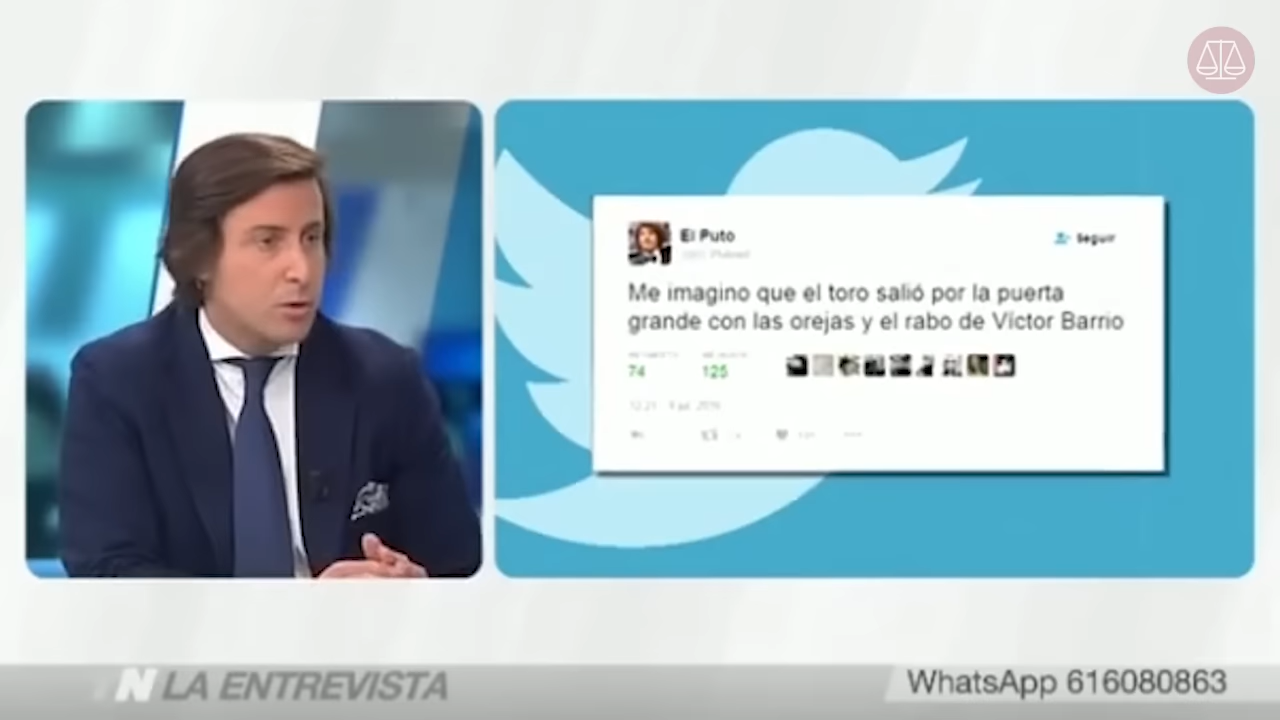 El Puto
Seguir
Me imagino que el toro salió por la puerta
grande con las orejas y el rabo de Víctor Barrio
74 125
N LA ENTREVISTA
WhatsApp 616080863